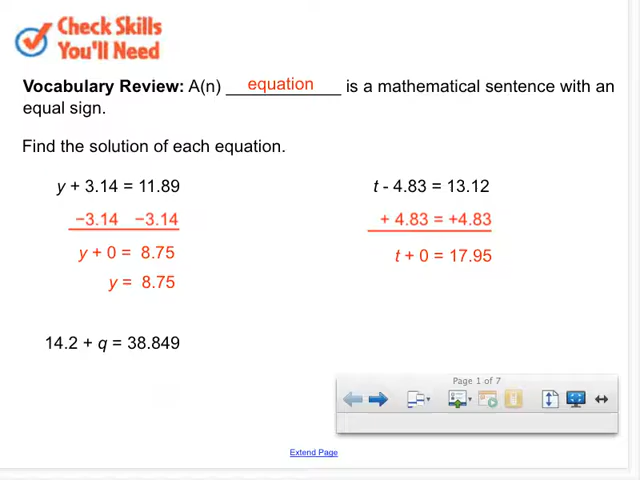 Check Skills
You'll Need
Vocabulary Review: A(n) equation is a mathematical sentence with an
equal sign.
Find the solution of each equation.
y + 3.14 = 11.89
−3.14 −3.14
y + 0 = 8.75
y = 8.75
t - 4.83 = 13.12
+ 4.83 = +4.83
t + 0 = 17.95
14.2 + q = 38.849
Page 1 of 7
Extend Page